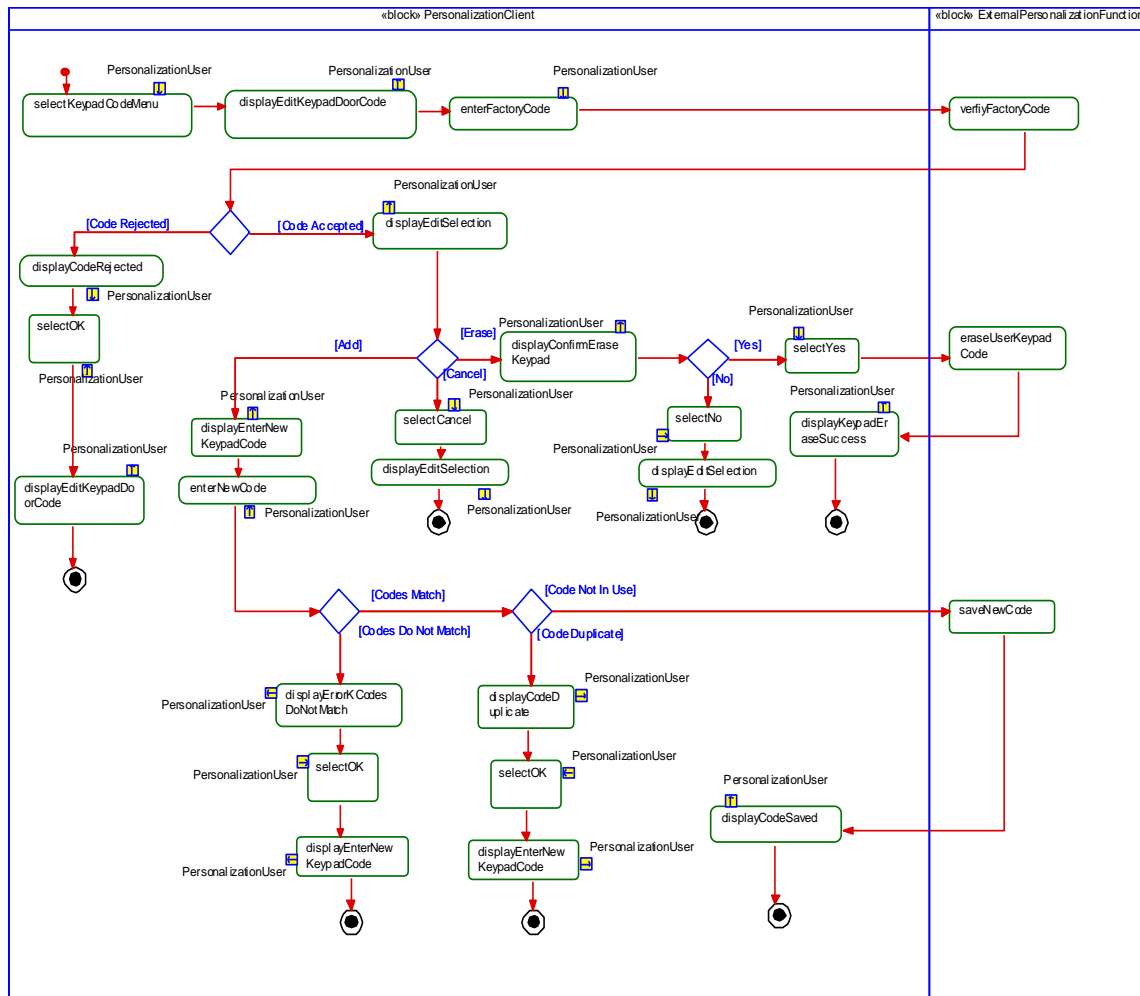 «block» PersonalizationClient
«block» ExternalPersonalizationFunction
PersonalizationUser
PersonalizationUser
PersonalizationUser
selectKeypadCodeMenu
displayEditKeypadDoorCode
enterFactoryCode
verfiyFactoryCode
PersonalizationUser
[Code Rejected]
[Code Accepted]
displayEditSelection
displayCodeRejected
PersonalizationUser
selectOK
PersonalizationUser
[Add]
[Erase]
[Cancel]
PersonalizationUser
displayConfirmErase
Keypad
[Yes]
[No]
PersonalizationUser
selectYes
eraseUserKeypad
Code
PersonalizationUser
displayEnterNew
KeypadCode
PersonalizationUser
selectCancel
selectNo
PersonalizationUser
displayKeypadEr
aseSuccess
PersonalizationUser
displayEditKeypadDo
orCode
enterNewCode
PersonalizationUser
displayEditSelection
PersonalizationUser
displayEditSelection
PersonalizationUser
[Codes Match]
[Codes Do Not Match]
[Code Not In Use]
[Code Duplicate]
saveNewCode
displayErrorKCodes
DoNotMatch
PersonalizationUser
displayCodeD
uplicate
PersonalizationUser
selectOK
PersonalizationUser
selectOK
PersonalizationUser
PersonalizationUser
displayCodeSaved
displayEnterNew
KeypadCode
PersonalizationUser
displayEnterNew
KeypadCode
PersonalizationUser